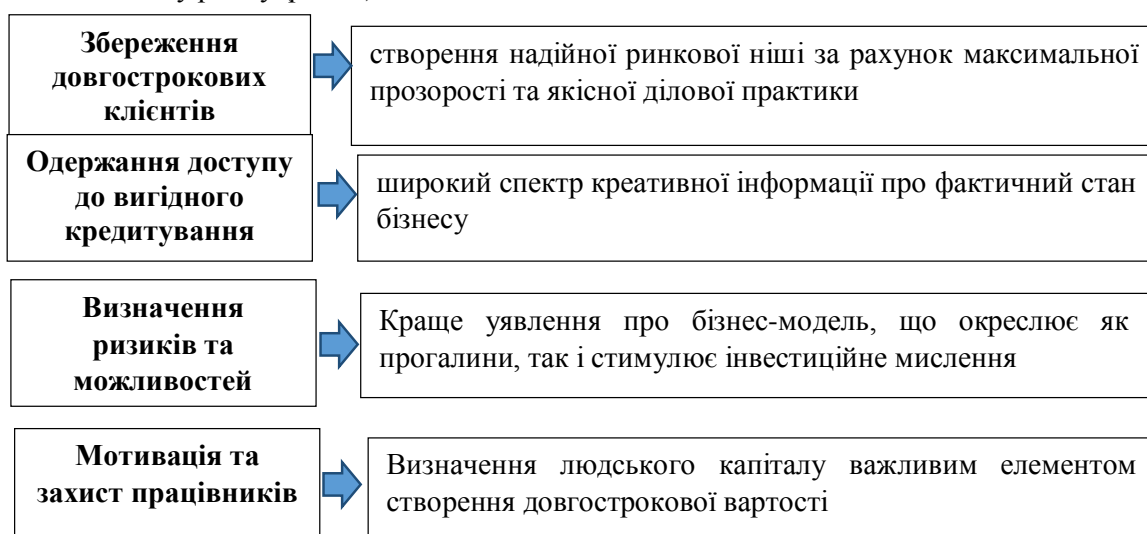 Збереження
довгострокових
клієнтів
створення надійної ринкової ніші за рахунок максимальної
прозорості та якісної ділової практики
Одержання доступу
до вигідного
кредитування
широкий спектр креативної інформації про фактичний стан
бізнесу
Визначення
ризиків та
можливостей
Краще уявлення про бізнес-модель, що окреслює як
прогалини, так і стимулює інвестиційне мислення
Мотивація та
захист працівників
Визначення людського капіталу важливим елементом
створення довгострокової вартості